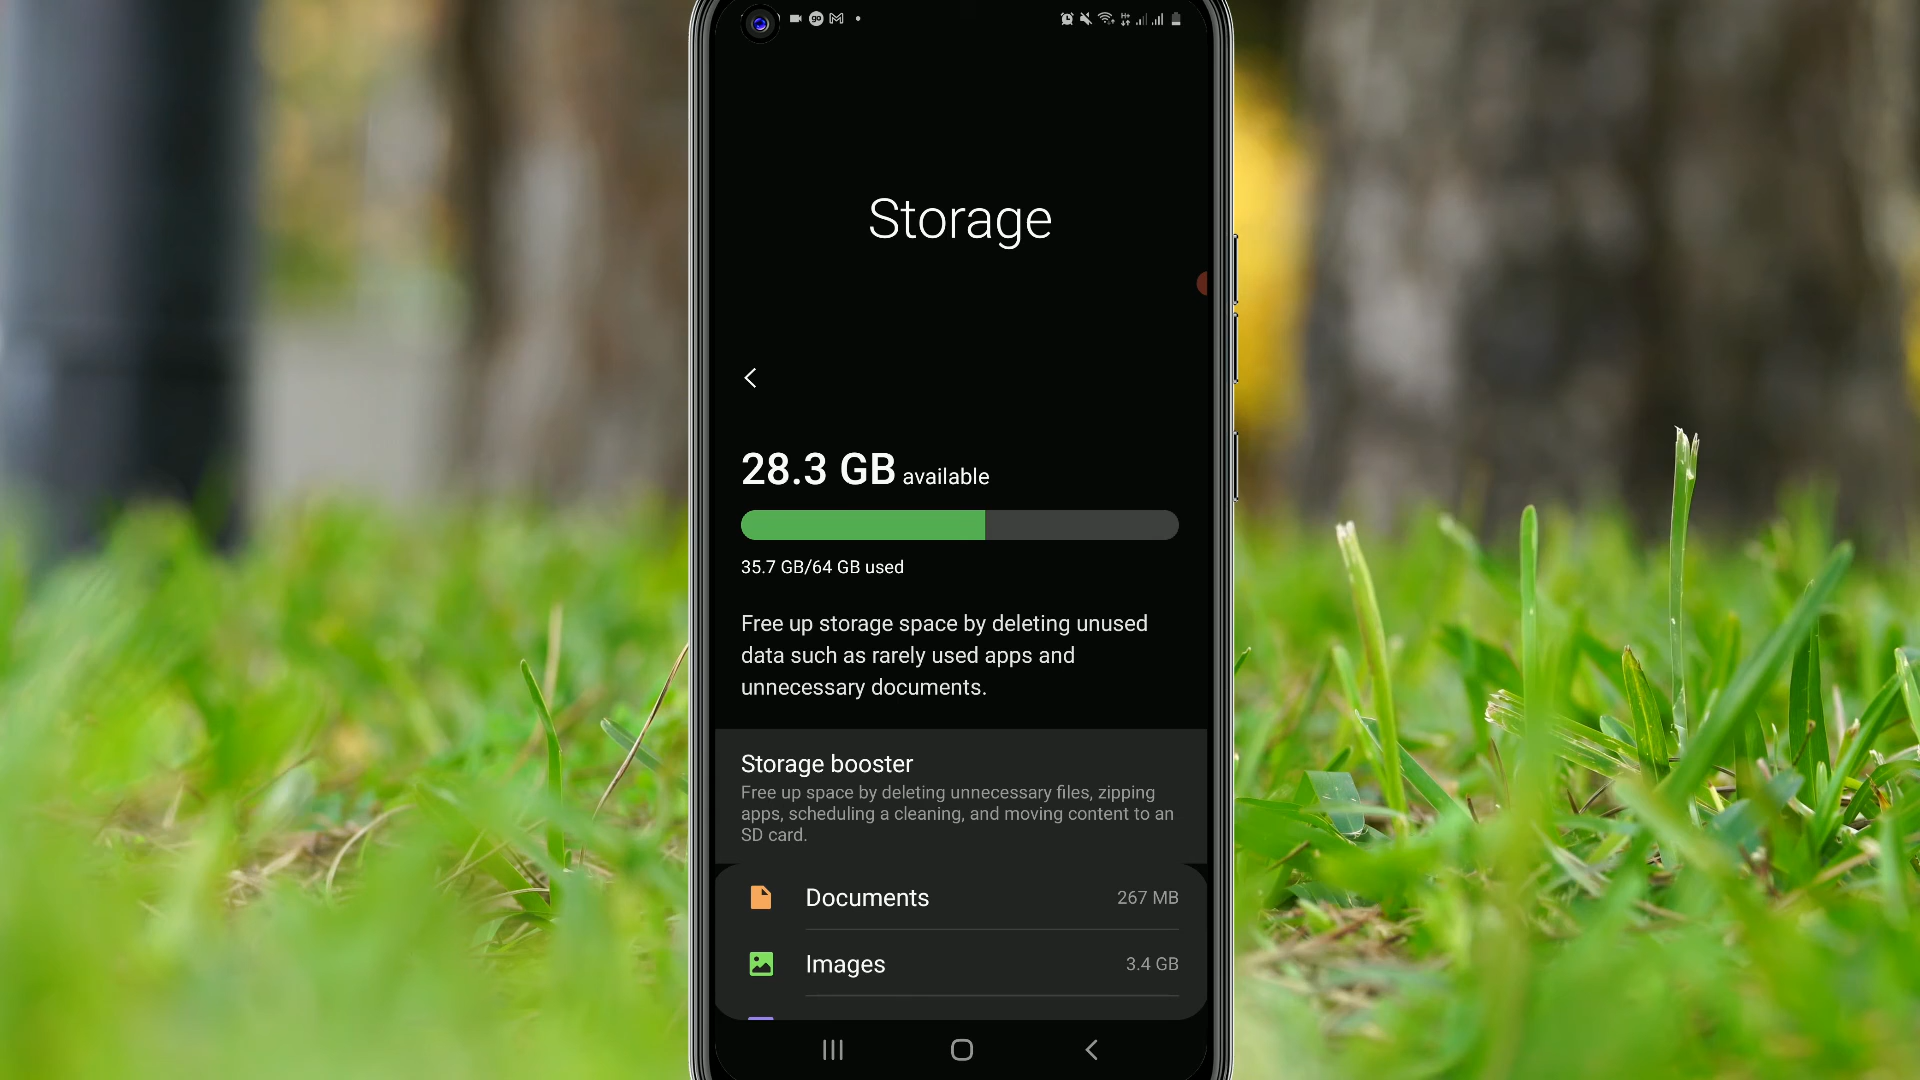 Storage
28.3 GB available
35.7 GB/64 GB used
Free up storage space by deleting unused
data such as rarely used apps and
unnecessary documents.
Storage booster
Free up space by deleting unnecessary files, zipping
apps, scheduling a cleaning, and moving content to an
SD card.
Documents 267 MB
Images 3.4 GB